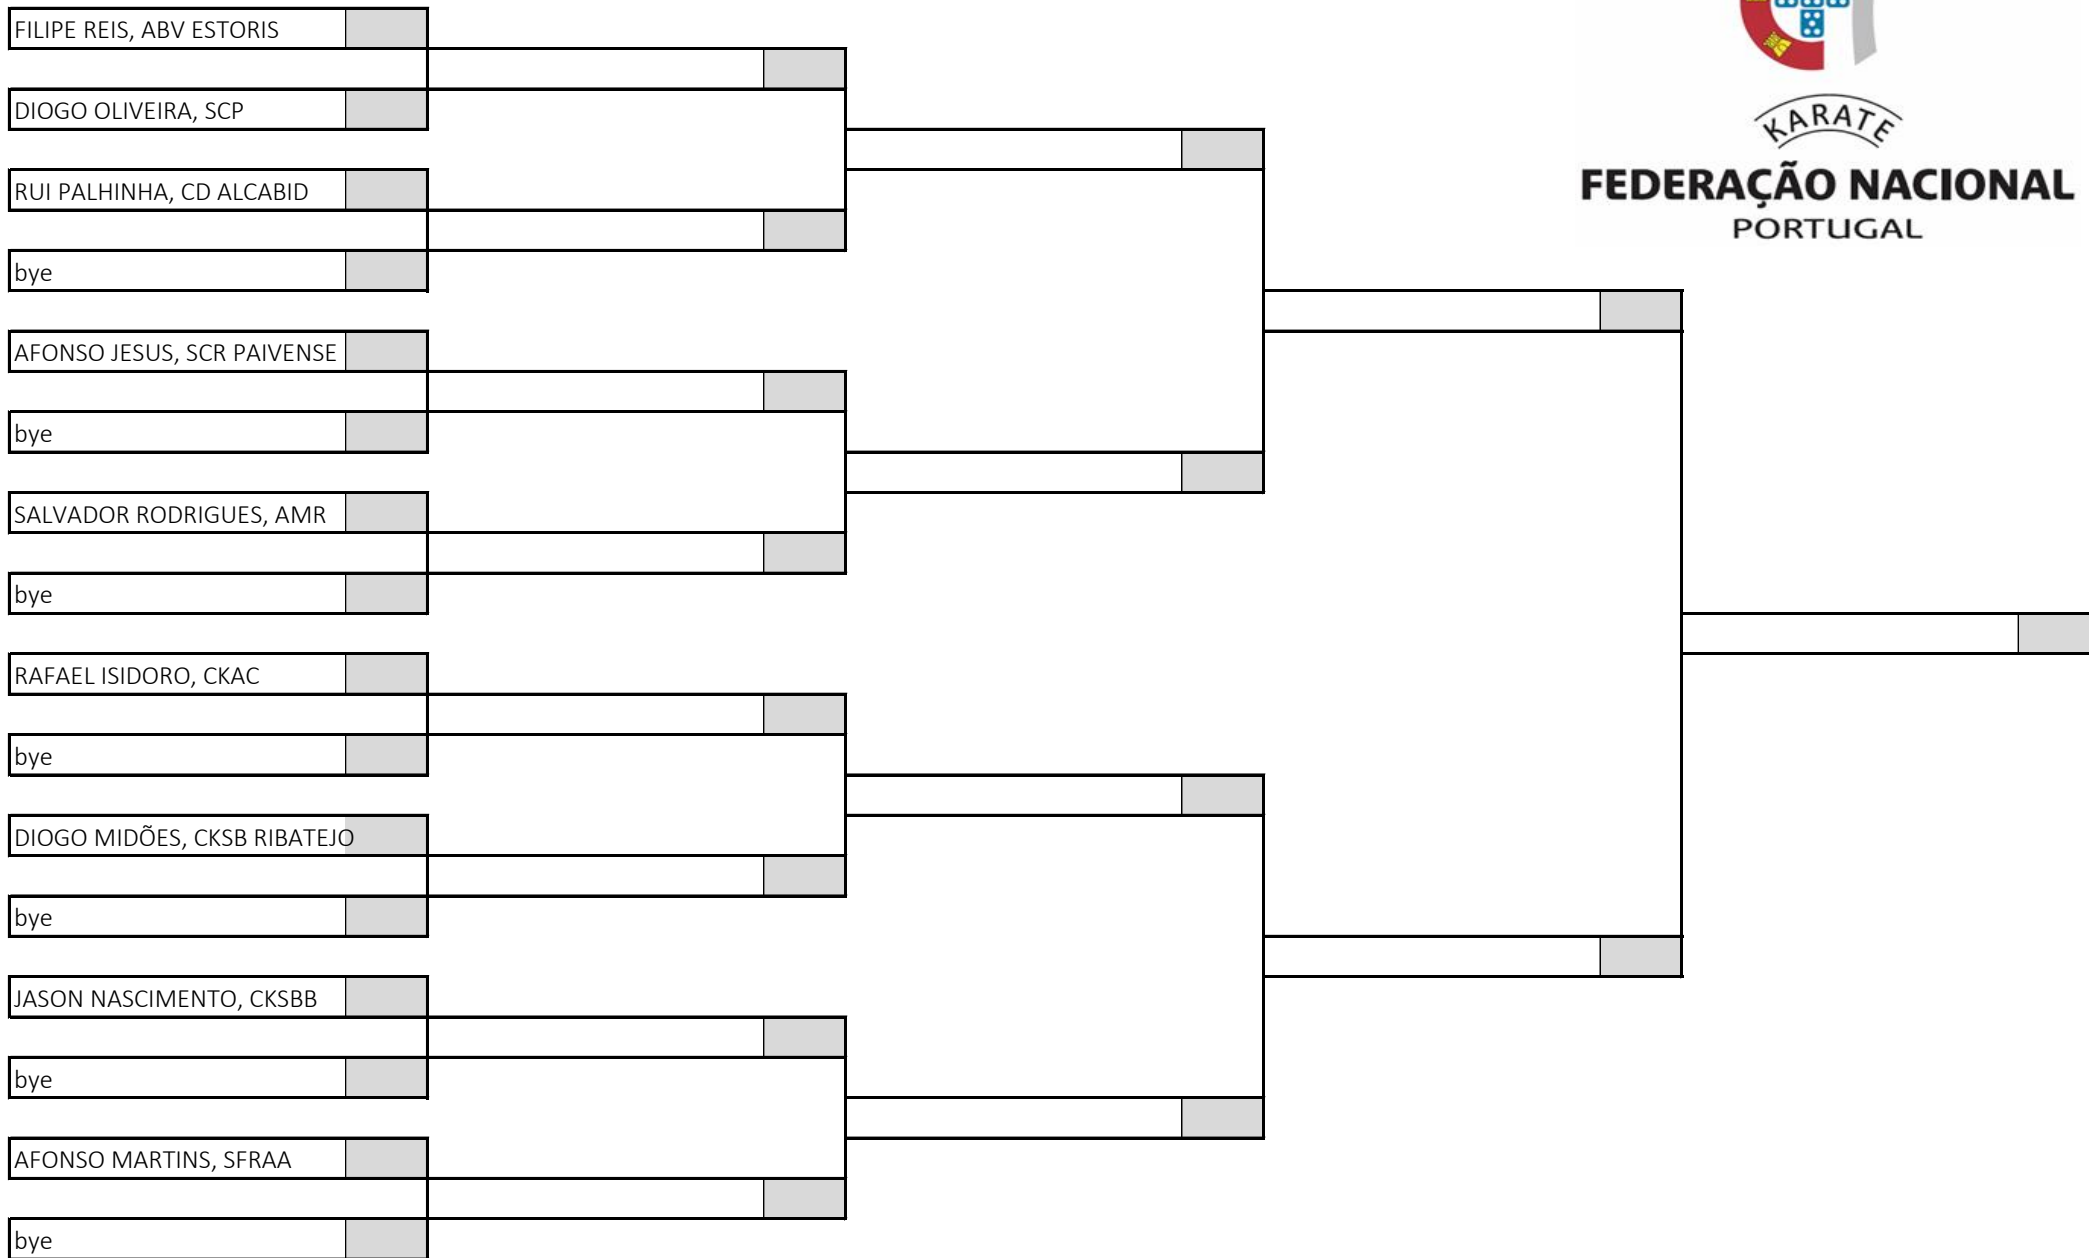 FILIPE REIS, ABV ESTORIS
DIOGO OLIVEIRA, SCP
RUI PALHINHA, CD ALCABID
bye
AFONSO JESUS, SCR PAIVENSE
bye
SALVADOR RODRIGUES, AMR
bye
RAFAEL ISIDORO, CKAC
bye
DIOGO MIDÕES, CKSB RIBATEJO
bye
JASON NASCIMENTO, CKSBB
bye
AFONSO MARTINS, SFRAA
bye
KARATE
FEDERAÇÃO NACIONAL
PORTUGAL